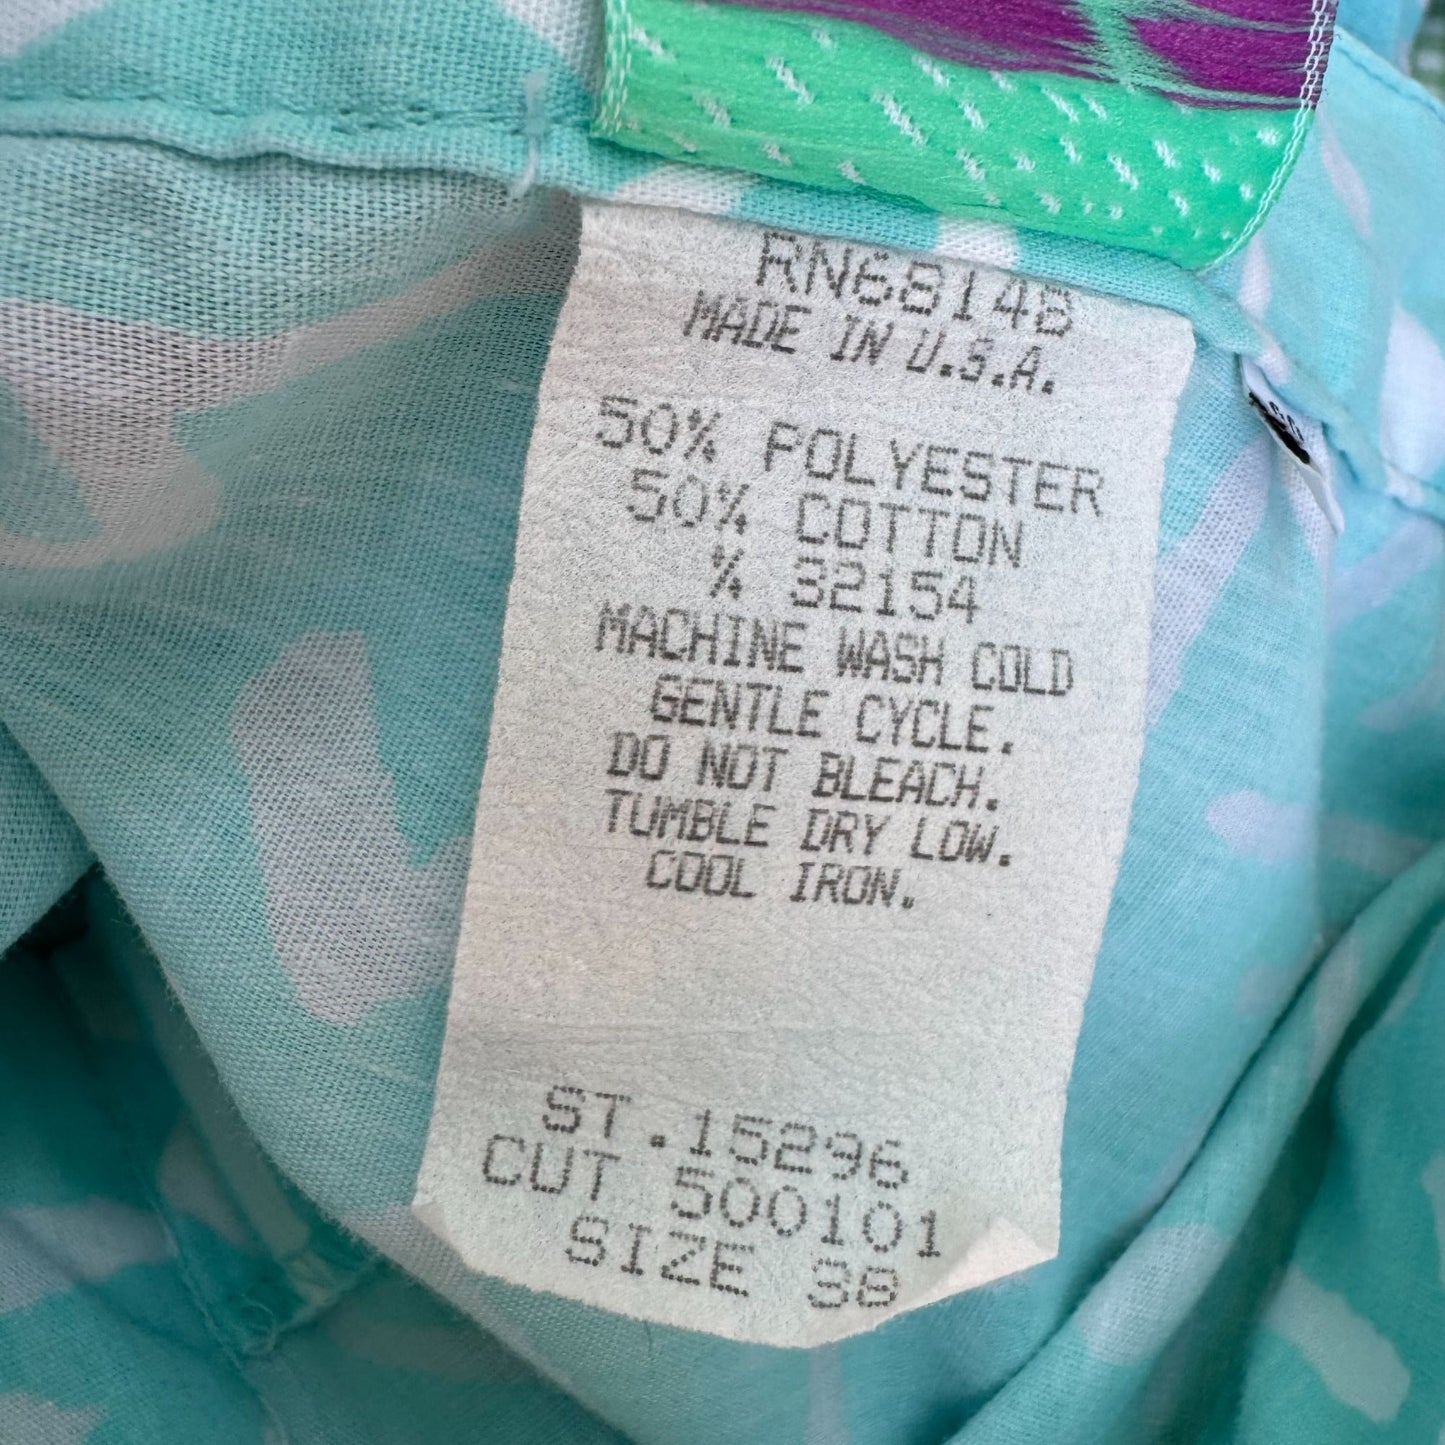 RN68148
MADE IN U.S.A.
50% POLYESTER
50% COTTON
% 32154
MACHINE WASH COLD
GENTLE CYCLE.
DO NOT BLEACH.
TUMBLE DRY LOW.
COOL IRON.
ST.15296
CUT 500101
SIZE 38